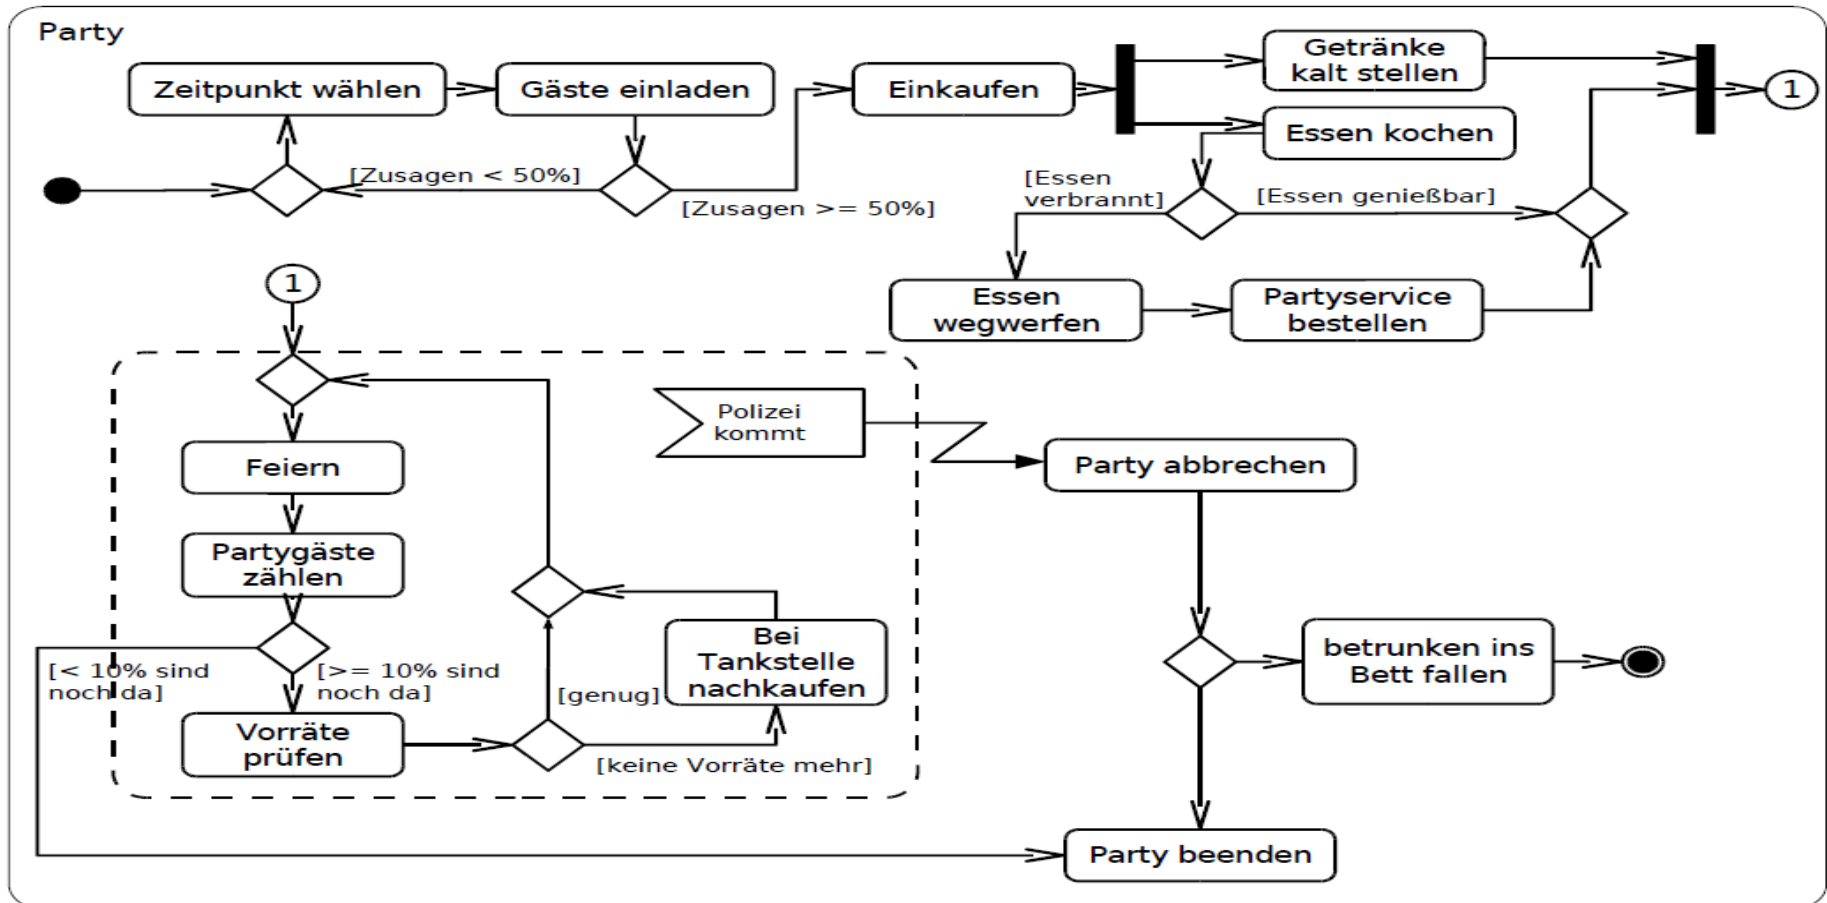 Party
Zeitpunkt wählen
Gäste einladen
Einkaufen
Getränke
kalt stellen
1
Essen kochen
[Zusagen < 50%]
[Zusagen >= 50%]
[Essen
verbrannt]
[Essen genießbar]
Essen
wegwerfen
Partyservice
bestellen
1
Polizei
kommt
Feiern
Party abbrechen
Partygäste
zählen
[< 10% sind
noch da]
[>= 10% sind
noch da]
Vorräte
prüfen
[genug]
Bei
Tankstelle
nachkaufen
[keine Vorräte mehr]
betrunken ins
Bett fallen
Party beenden